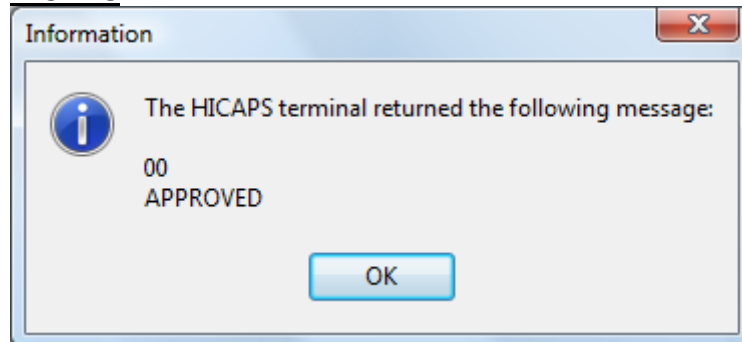 Information
The HICAPS terminal returned the following message:
00
APPROVED
OK